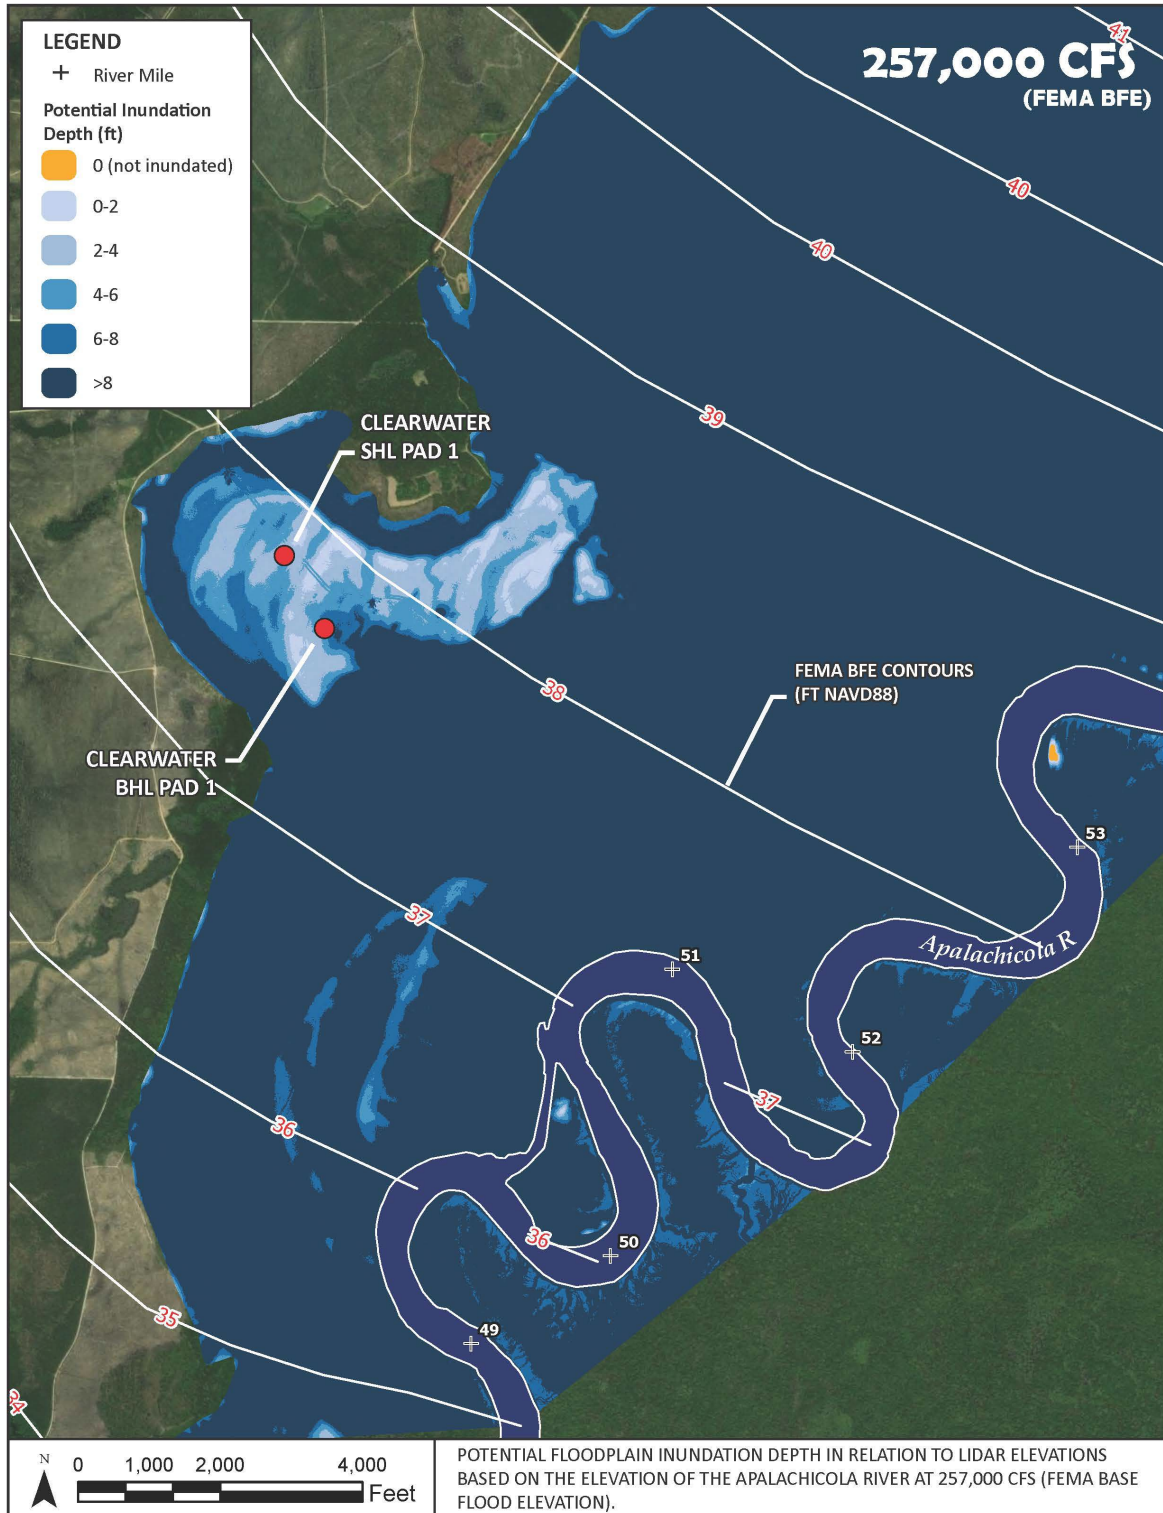 LEGEND
River Mile
Potential Inundation
Depth (ft)
0 (not inundated)
0-2
2-4
4-6
6-8
>8
257,000 CFS
(FEMA BFE)
41
40
40
39
CLEARWATER
SHL PAD 1
38
FEMA BFE CONTOURS
(FT NAVD88)
CLEARWATER
BHL PAD 1
53
37
Apalachicola R
51
52
37
36
36
50
35
49
34
N
0 1,000 2,000 4,000
Feet
POTENTIAL FLOODPLAIN INUNDATION DEPTH IN RELATION TO LIDAR ELEVATIONS
BASED ON THE ELEVATION OF THE APALACHICOLA RIVER AT 257,000 CFS (FEMA BASE
FLOOD ELEVATION).